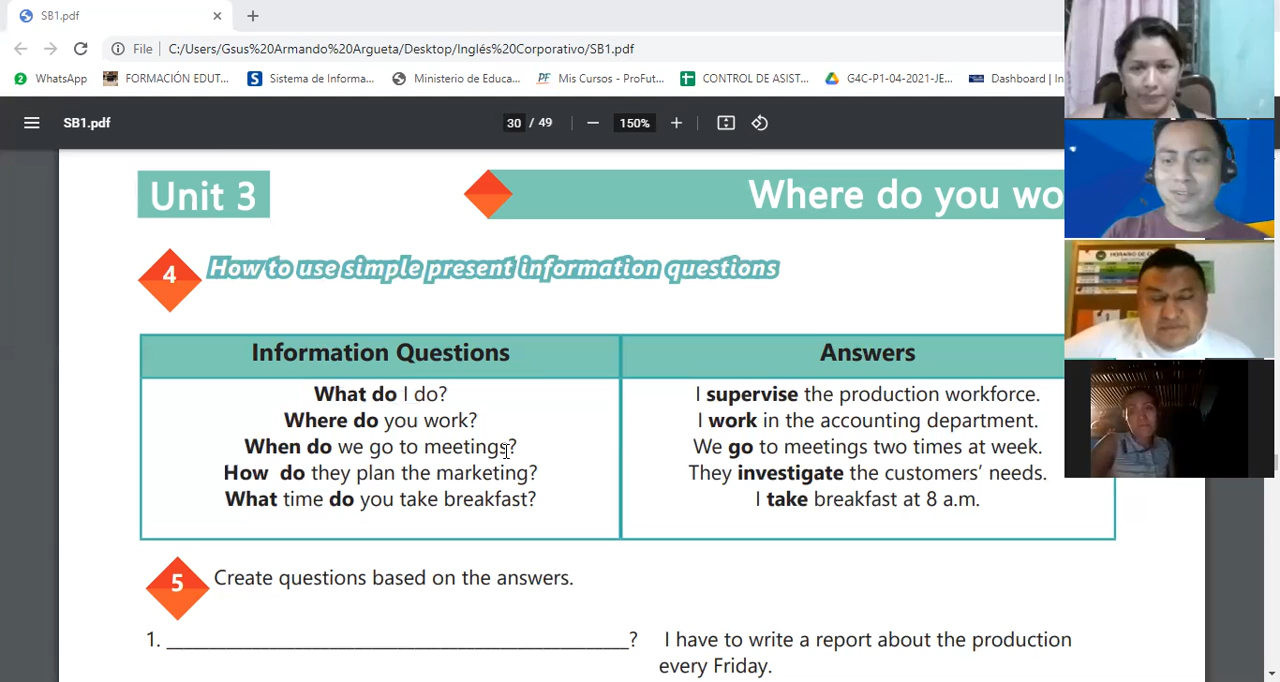 SB1.pdf
File C:/Users/Gsus%20Armando%20Argueta/Desktop/Inglés%20Corporativo/SB1.pdf
WhatsApp FORMACIÓN EDUT... Sistema de Informa... Ministerio de Educa... Mis Cursos - ProFut... CONTROL DE ASIST... G4C-P1-04-2021-JE... Dashboard | In
SB1.pdf 30 / 49 150%
Unit 3 Where do you wo
4 How to use simple present information questions
Information Questions Answers
What do I do? I supervise the production workforce.
Where do you work? I work in the accounting department.
When do we go to meetings? We go to meetings two times at week.
How do they plan the marketing? They investigate the customers' needs.
What time do you take breakfast? I take breakfast at 8 a.m.
5 Create questions based on the answers.
1. ____________________? I have to write a report about the production
every Friday.